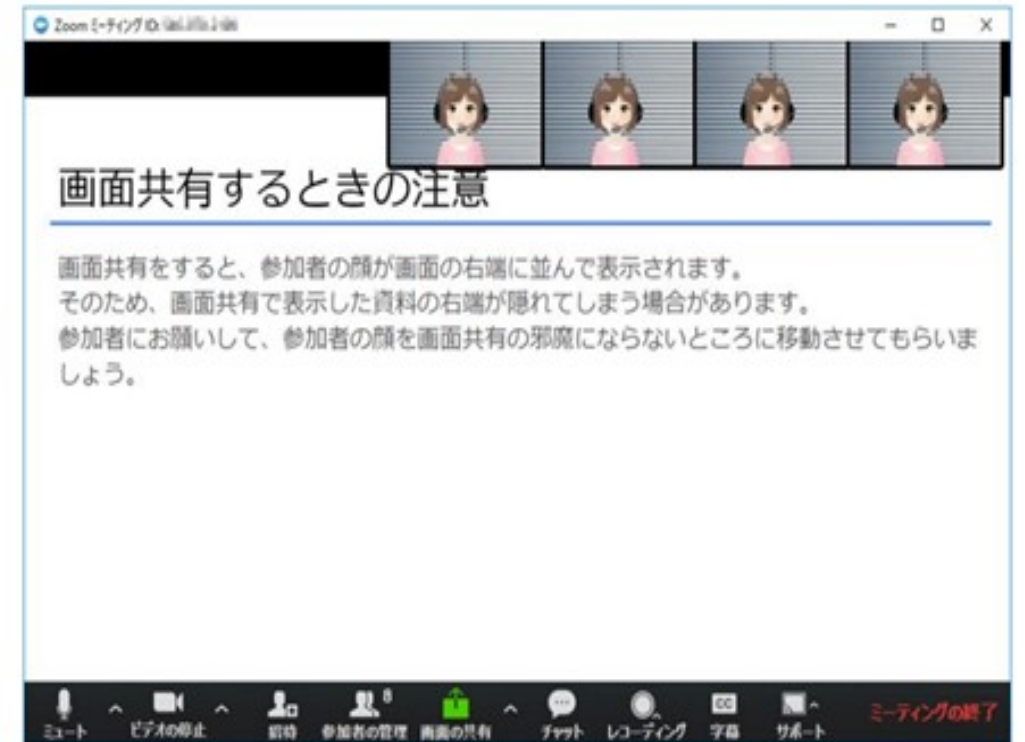 Zoom ミーティング ID:
画面共有するときの注意
画面共有をすると、参加者の顔が画面の右端に並んで表示されます。
そのため、画面共有で表示した資料の右端が隠れてしまう場合があります。
参加者にお願いして、参加者の顔を画面共有の邪魔にならないところに移動させてもらいま
しょう。
ミュート
ビデオの停止
招待
参加者の管理
8
画面の共有
チャット
レコーディング
CC
字幕
サポート
ミーティングの終了